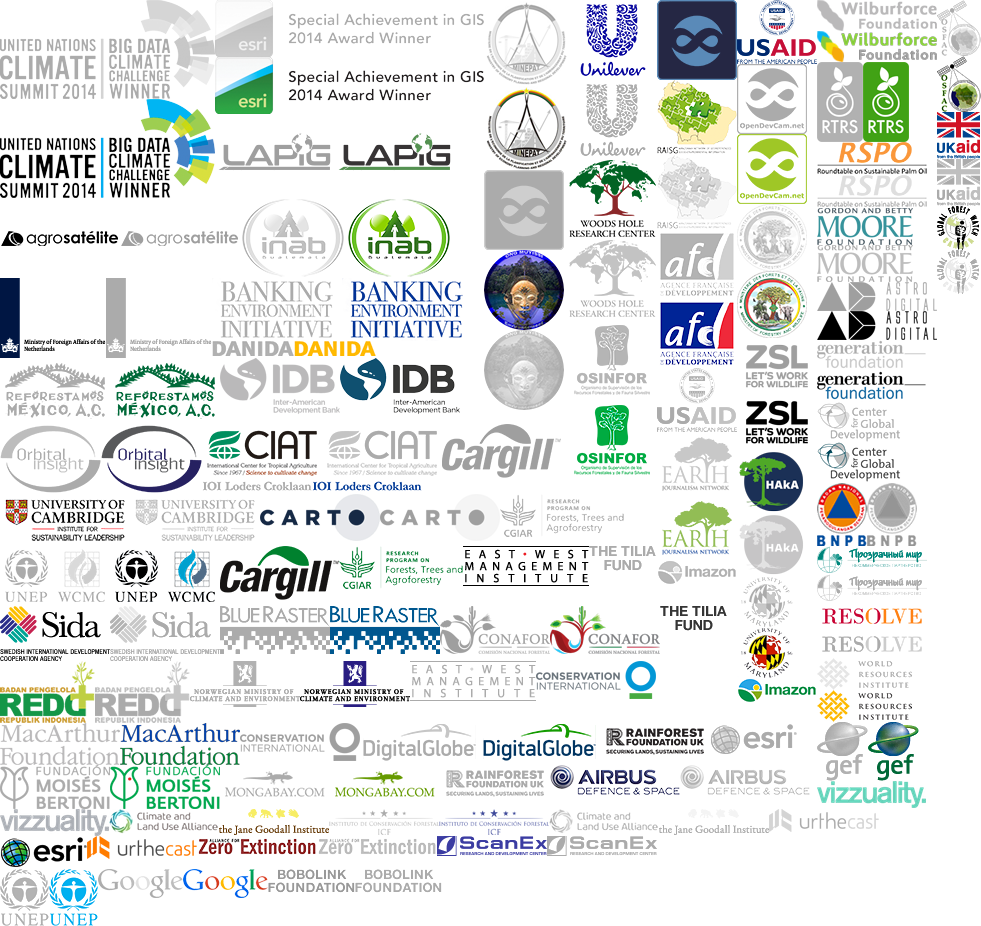 UNITED NATIONS
CLIMATE
SUMMIT 2014
BIG DATA
CLIMATE
CHALLENGE
WINNER
esri
Special Achievement in GIS
2014 Award Winner
esri
Special Achievement in GIS
2014 Award Winner
UNITED NATIONS
CLIMATE
SUMMIT 2014
BIG DATA
CLIMATE
CHALLENGE
WINNER
LAPIG
LAPIG
agrosatélite
agrosatélite
inab
Guatemala
inab
Guatemala
Ministry of Foreign Affairs of the
Netherlands
Ministry of Foreign Affairs of the
Netherlands
BANKING
ENVIRONMENT
INITIATIVE
BANKING
ENVIRONMENT
INITIATIVE
DANIDA
DANIDA
REFORESTAMOS
MÉXICO, A.C.
REFORESTAMOS
MÉXICO, A.C.
IDB
Inter-American
Development Bank
IDB
Inter-American
Development Bank
Orbital
Insight
Orbital
Insight
CIAT
International Center for Tropical Agriculture
Since 1967 / Science to cultivate change
CIAT
International Center for Tropical Agriculture
Since 1967 / Science to cultivate change
Cargill
IOI Loders Croklaan
IOI Loders Croklaan
UNIVERSITY OF
CAMBRIDGE
INSTITUTE FOR
SUSTAINABILITY LEADERSHIP
UNIVERSITY OF
CAMBRIDGE
INSTITUTE FOR
SUSTAINABILITY LEADERSHIP
CARTO
CARTO
CGIAR
RESEARCH
PROGRAM ON
Forests, Trees and
Agroforestry
UNEP
WCMC
UNEP
WCMC
Cargill
CGIAR
RESEARCH
PROGRAM ON
Forests, Trees and
Agroforestry
EAST·WEST
MANAGEMENT
INSTITUTE
THE TILIA
FUND
Sida
SWEDISH INTERNATIONAL DEVELOPMENT
COOPERATION AGENCY
Sida
SWEDISH INTERNATIONAL DEVELOPMENT
COOPERATION AGENCY
BLUE RASTER
BLUE RASTER
CONAFOR
COMISIÓN NACIONAL FORESTAL
CONAFOR
COMISIÓN NACIONAL FORESTAL
THE TILIA
FUND
BADAN PENGELOLA
REDD
REPUBLIK INDONESIA
BADAN PENGELOLA
REDD
REPUBLIK INDONESIA
NORWEGIAN MINISTRY OF
CLIMATE AND ENVIRONMENT
NORWEGIAN MINISTRY OF
CLIMATE AND ENVIRONMENT
EAST·WEST
MANAGEMENT
INSTITUTE
CONSERVATION
INTERNATIONAL
MacArthur
Foundation
MacArthur
Foundation
CONSERVATION
INTERNATIONAL
DigitalGlobe
DigitalGlobe
RAINFOREST
FOUNDATION UK
SECURING LANDS, SUSTAINING LIVES
esri
FUNDACIÓN
MOISÉS
BERTONI
FUNDACIÓN
MOISÉS
BERTONI
MONGABAY.COM
MONGABAY.COM
RAINFOREST
FOUNDATION UK
SECURING LANDS, SUSTAINING LIVES
AIRBUS
DEFENCE & SPACE
AIRBUS
DEFENCE & SPACE
vizzuality.
Climate and
Land Use Alliance
the Jane Goodall Institute
INSTITUTO DE CONSERVACIÓN FORESTAL
ICF
INSTITUTO DE CONSERVACIÓN FORESTAL
ICF
Climate and
Land Use Alliance
the Jane Goodall Institute
urthecast
esri
urthecast
ALLIANCE FOR
Zero Extinction
ALLIANCE FOR
Zero Extinction
ScanEx
RESEARCH AND DEVELOPMENT CENTER
ScanEx
RESEARCH AND DEVELOPMENT CENTER
UNEP
UNEP
Google
Google
BOBOLINK
FOUNDATION
BOBOLINK
FOUNDATION
MINEPAT
MINEPAT
OSINFOR
Organismo de Supervisión de los
Recursos Forestales y de Fauna Silvestre
OSINFOR
Organismo de Supervisión de los
Recursos Forestales y de Fauna Silvestre
Unilever
Unilever
WOODS HOLE
RESEARCH CENTER
WOODS HOLE
RESEARCH CENTER
RAISG
RAISG
afd
AGENCE FRANÇAISE
DE DÉVELOPPEMENT
afd
AGENCE FRANÇAISE
DE DÉVELOPPEMENT
USAID
FROM THE AMERICAN PEOPLE
EARTH
JOURNALISM NETWORK
EARTH
JOURNALISM NETWORK
Imazon
USAID
FROM THE AMERICAN PEOPLE
OpenDevCam.net
OpenDevCam.net
ZSL
LET'S WORK
FOR WILDLIFE
ZSL
LET'S WORK
FOR WILDLIFE
HAKA
HAKA
UNIVERSITY OF
MARYLAND
UNIVERSITY OF
MARYLAND
Imazon
Wilburforce
Foundation
Wilburforce
Foundation
RTRS
RTRS
RSPO
Roundtable on Sustainable Palm Oil
RSPO
Roundtable on Sustainable Palm Oil
GORDON AND BETTY
MOORE
FOUNDATION
GORDON AND BETTY
MOORE
FOUNDATION
ASTRO
DIGITAL
ASTRO
DIGITAL
generation
foundation
generation
foundation
Center
for Global
Development
Center
for Global
Development
BNPB
BNPB
Прозрачный мир
Прозрачный мир
RESOLVE
RESOLVE
WORLD
RESOURCES
INSTITUTE
WORLD
RESOURCES
INSTITUTE
gef
gef
vizzuality.
OSFAC
OSFAC
UKaid
from the British people
UKaid
from the British people
GLOBAL FOREST WATCH
GLOBAL FOREST WATCH